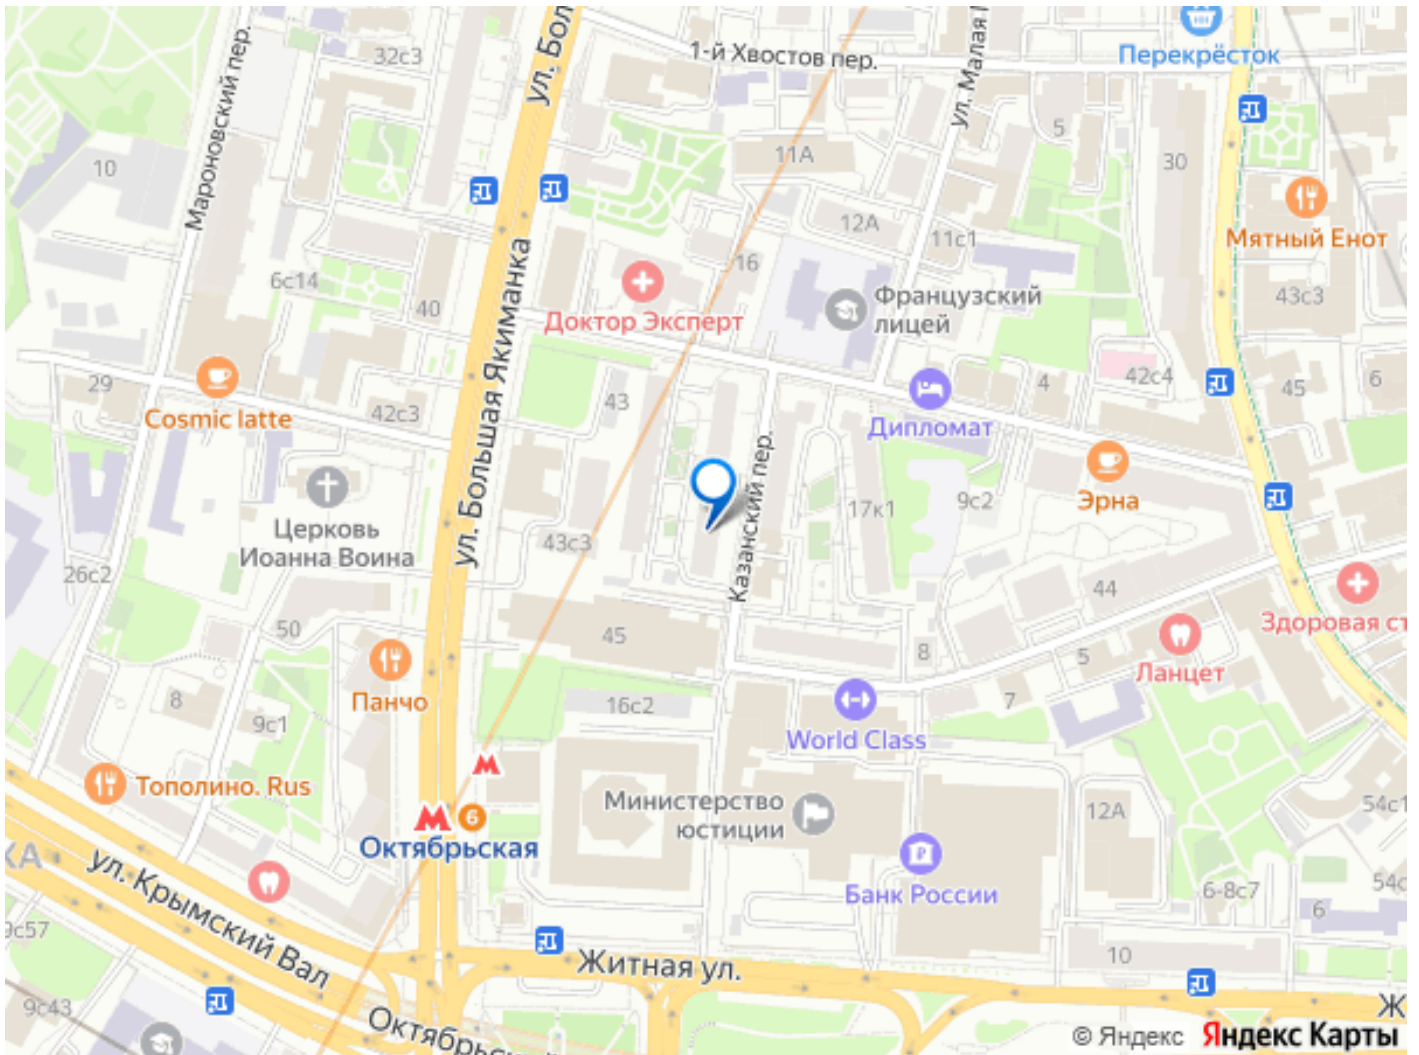 32с3
ул. Бол
1-й Хвостов пер.
ул. Малая
Перекрёсток
Мароновский пер.
10
11А
5
30
12А
11с1
Мятный Енот
16
6с14
40
Доктор Эксперт
Французский
лицей
43с3
29
Cosmic latte
42с3
43
ул. Большая Якиманка
Дипломат
4
42с4
45
6
Церковь
Иоанна Воина
Казанский пер.
17к1
9с2
Эрна
43с3
26с2
44
Здоровая ст
50
45
8
5
Ланцет
Панчо
8
9с1
16с2
7
World Class
Тополино. Rus
Министерство
юстиции
12А
54с1
6
Октябрьская
КА
ул. Крымский Вал
Банк России
6-8с7
54с
6
9с57
Житная ул.
10
9с43
Октябрьск
Ж
© Яндекс Яндекс Карты